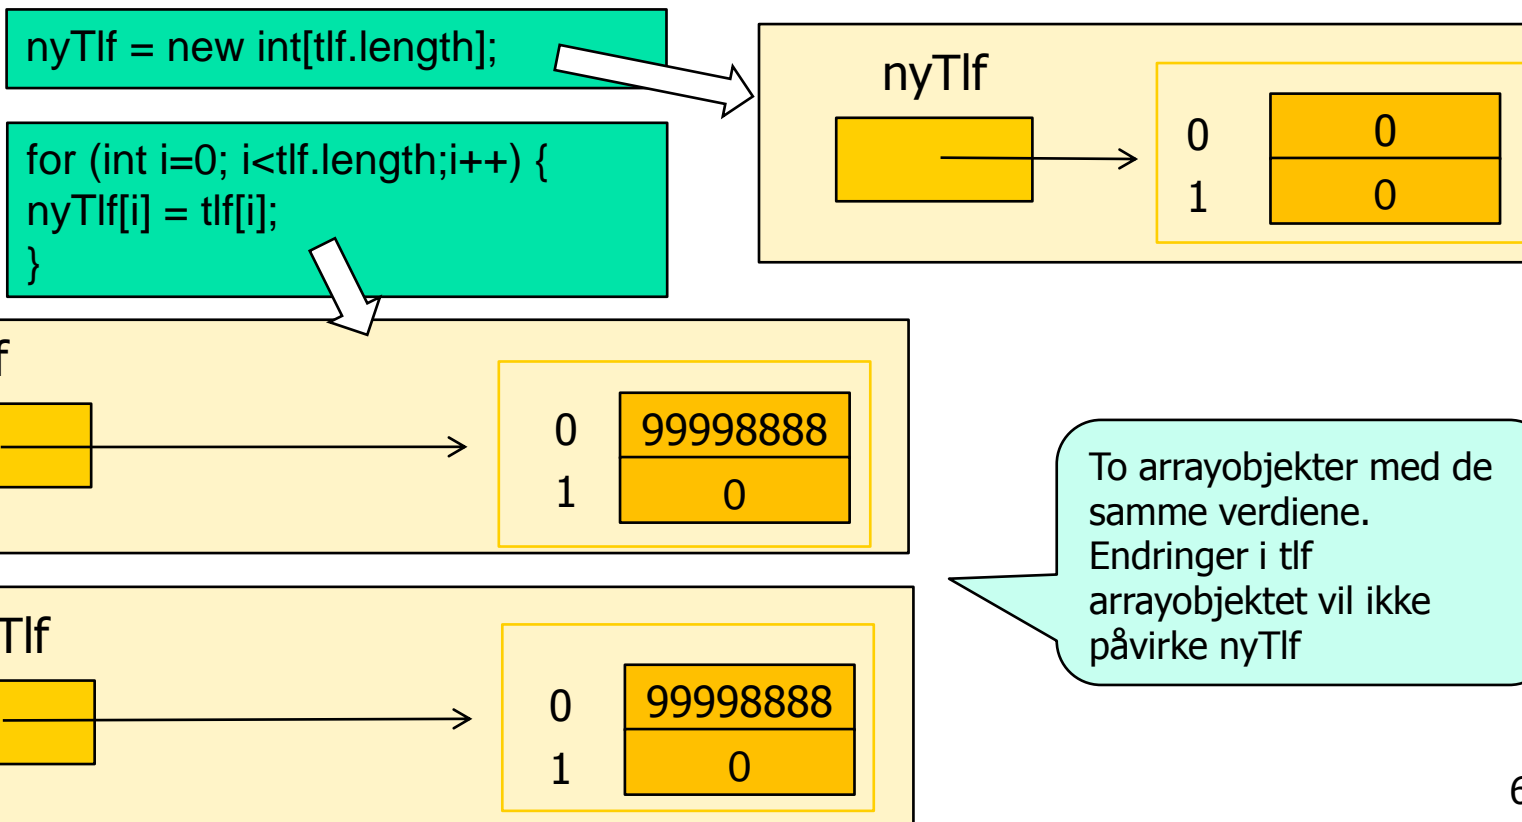 nyTlf = new int[tlf.length];
nyTlf
0 0
1 0
for (int i=0; i<tlf.length;i++) {
nyTlf[i] = tlf[i];
}
f
0 99998888
1 0
To arrayobjekter med de
samme verdiene.
Endringer i tlf
arrayobjektet vil ikke
påvirke nyTlf
Tlf
0 99998888
1 0
6